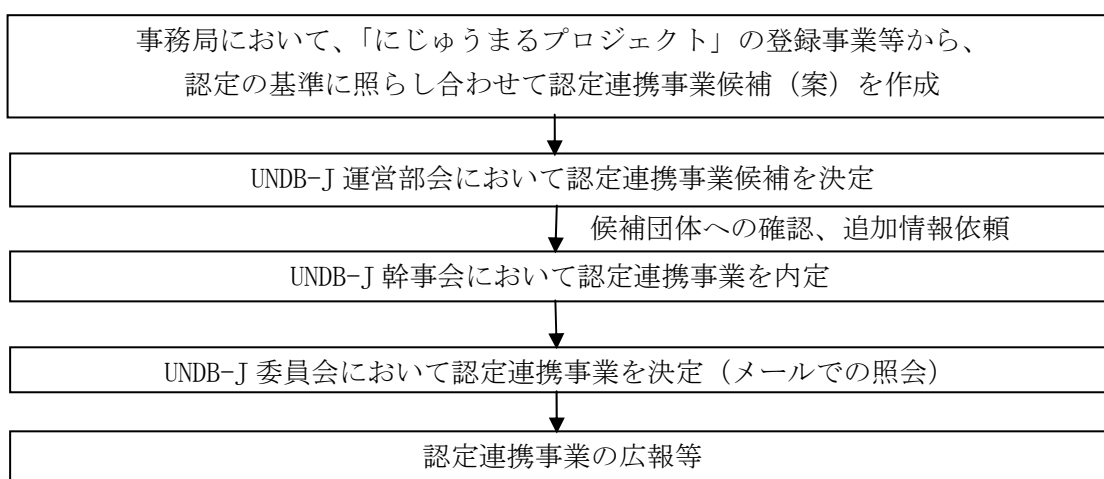 事務局において、「にじゅうまるプロジェクト」の登録事業等から、
認定の基準に照らし合わせて認定連携事業候補（案）を作成
UNDB-J 運営部会において認定連携事業候補を決定
候補団体への確認、追加情報依頼
UNDB-J 幹事会において認定連携事業を内定
UNDB-J 委員会において認定連携事業を決定（メールでの照会）
認定連携事業の広報等